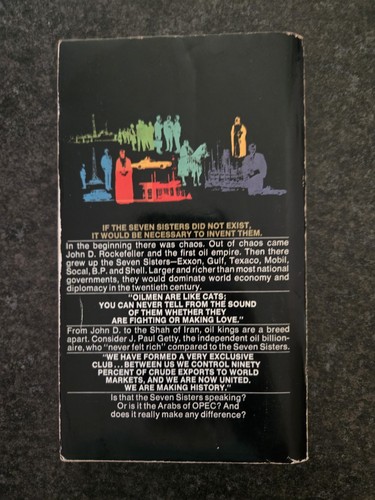 IF THE SEVEN SISTERS DID NOT EXIST,
IT WOULD BE NECESSARY TO INVENT THEM.
In the beginning there was chaos. Out of chaos came
John D. Rockefeller and the first oil empire. Then there
grew up the Seven Sisters—Exxon, Gulf, Texaco, Mobil,
Socal, B.P. and Shell. Larger and richer than most national
governments, they would dominate world economy and
diplomacy in the twentieth century.
"OILMEN ARE LIKE CATS;
YOU CAN NEVER TELL FROM THE SOUND
OF THEM WHETHER THEY
ARE FIGHTING OR MAKING LOVE."
From John D. to the Shah of Iran, oil kings are a breed
apart. Consider J. Paul Getty, the independent oil billion-
aire, who "never felt rich" compared to the Seven Sisters.
"WE HAVE FORMED A VERY EXCLUSIVE
CLUB... BETWEEN US WE CONTROL NINETY
PERCENT OF CRUDE EXPORTS TO WORLD
MARKETS, AND WE ARE NOW UNITED.
WE ARE MAKING HISTORY."
Is that the Seven Sisters speaking?
Or is it the Arabs of OPEC? And
does it really make any difference?